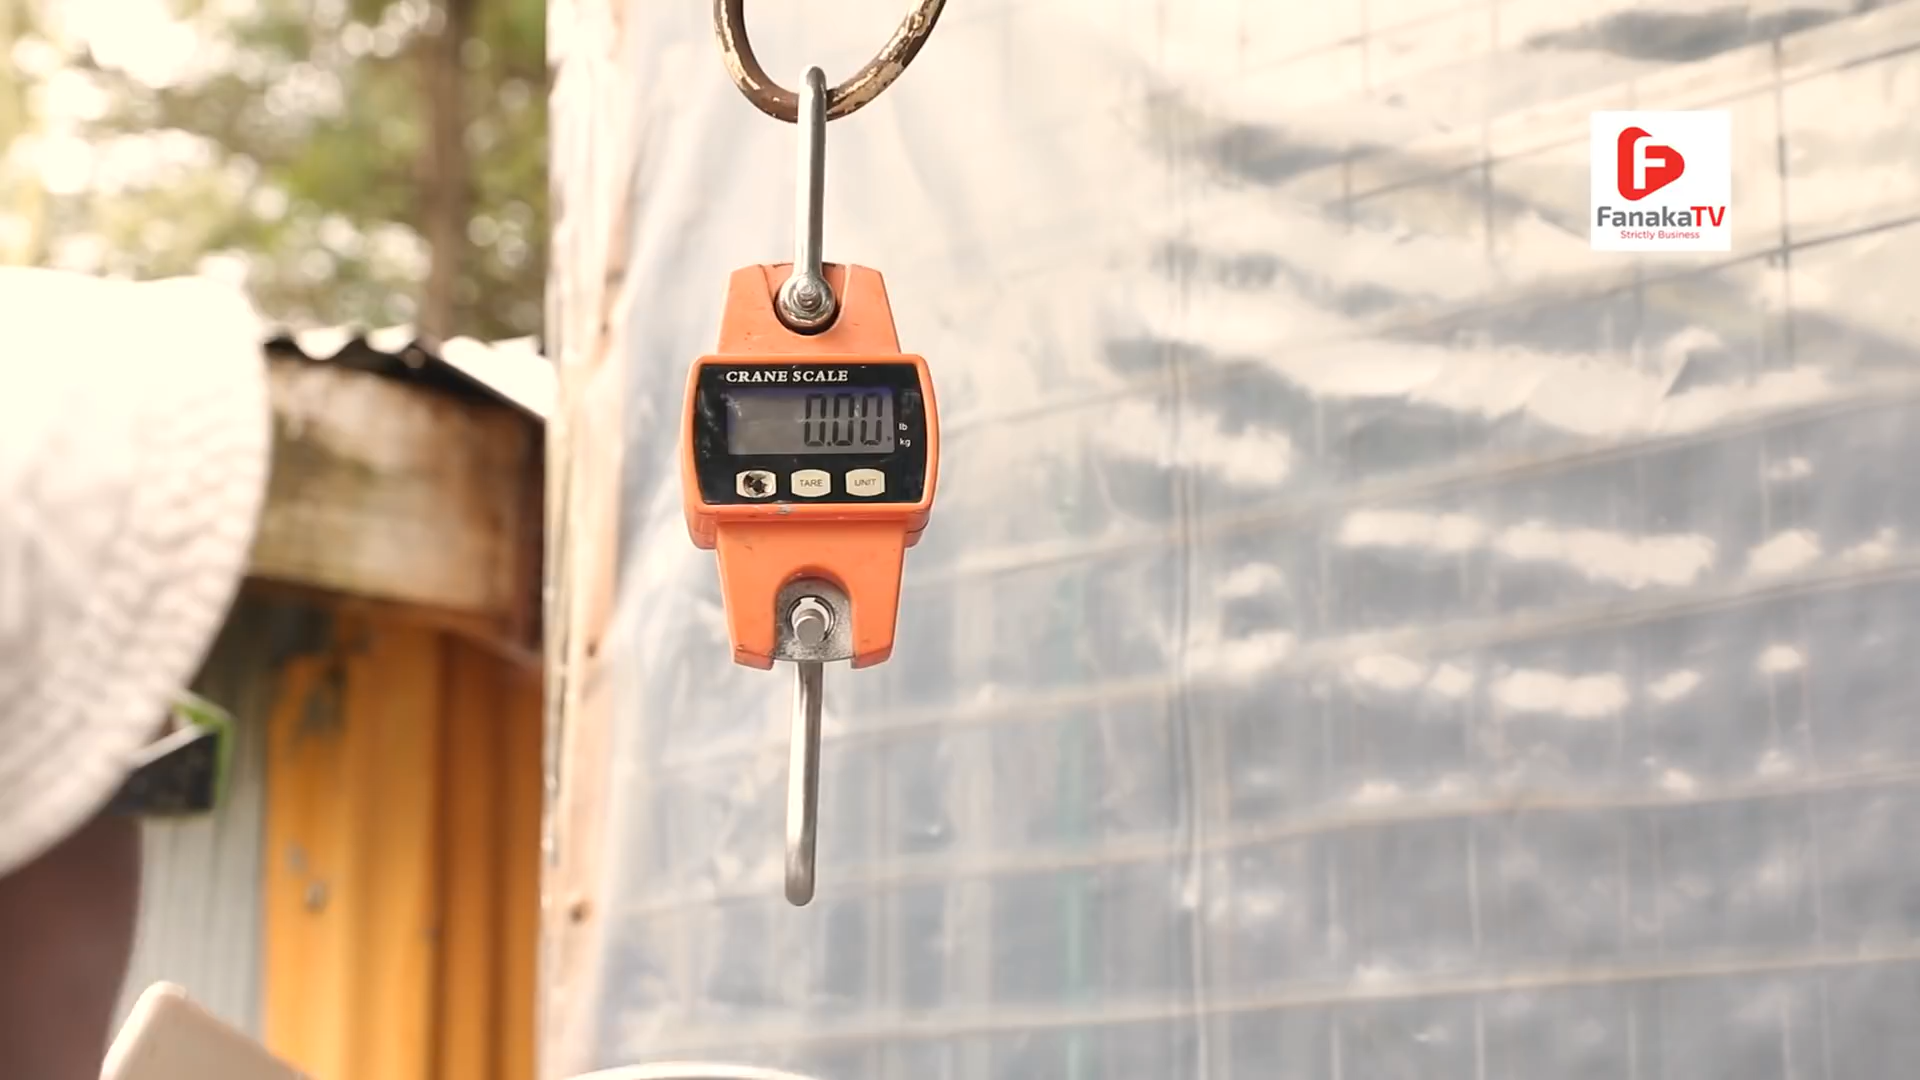 CRANE SCALE
0.00
lb
kg
TARE
UNIT
F
FanakaTV
Strictly Business